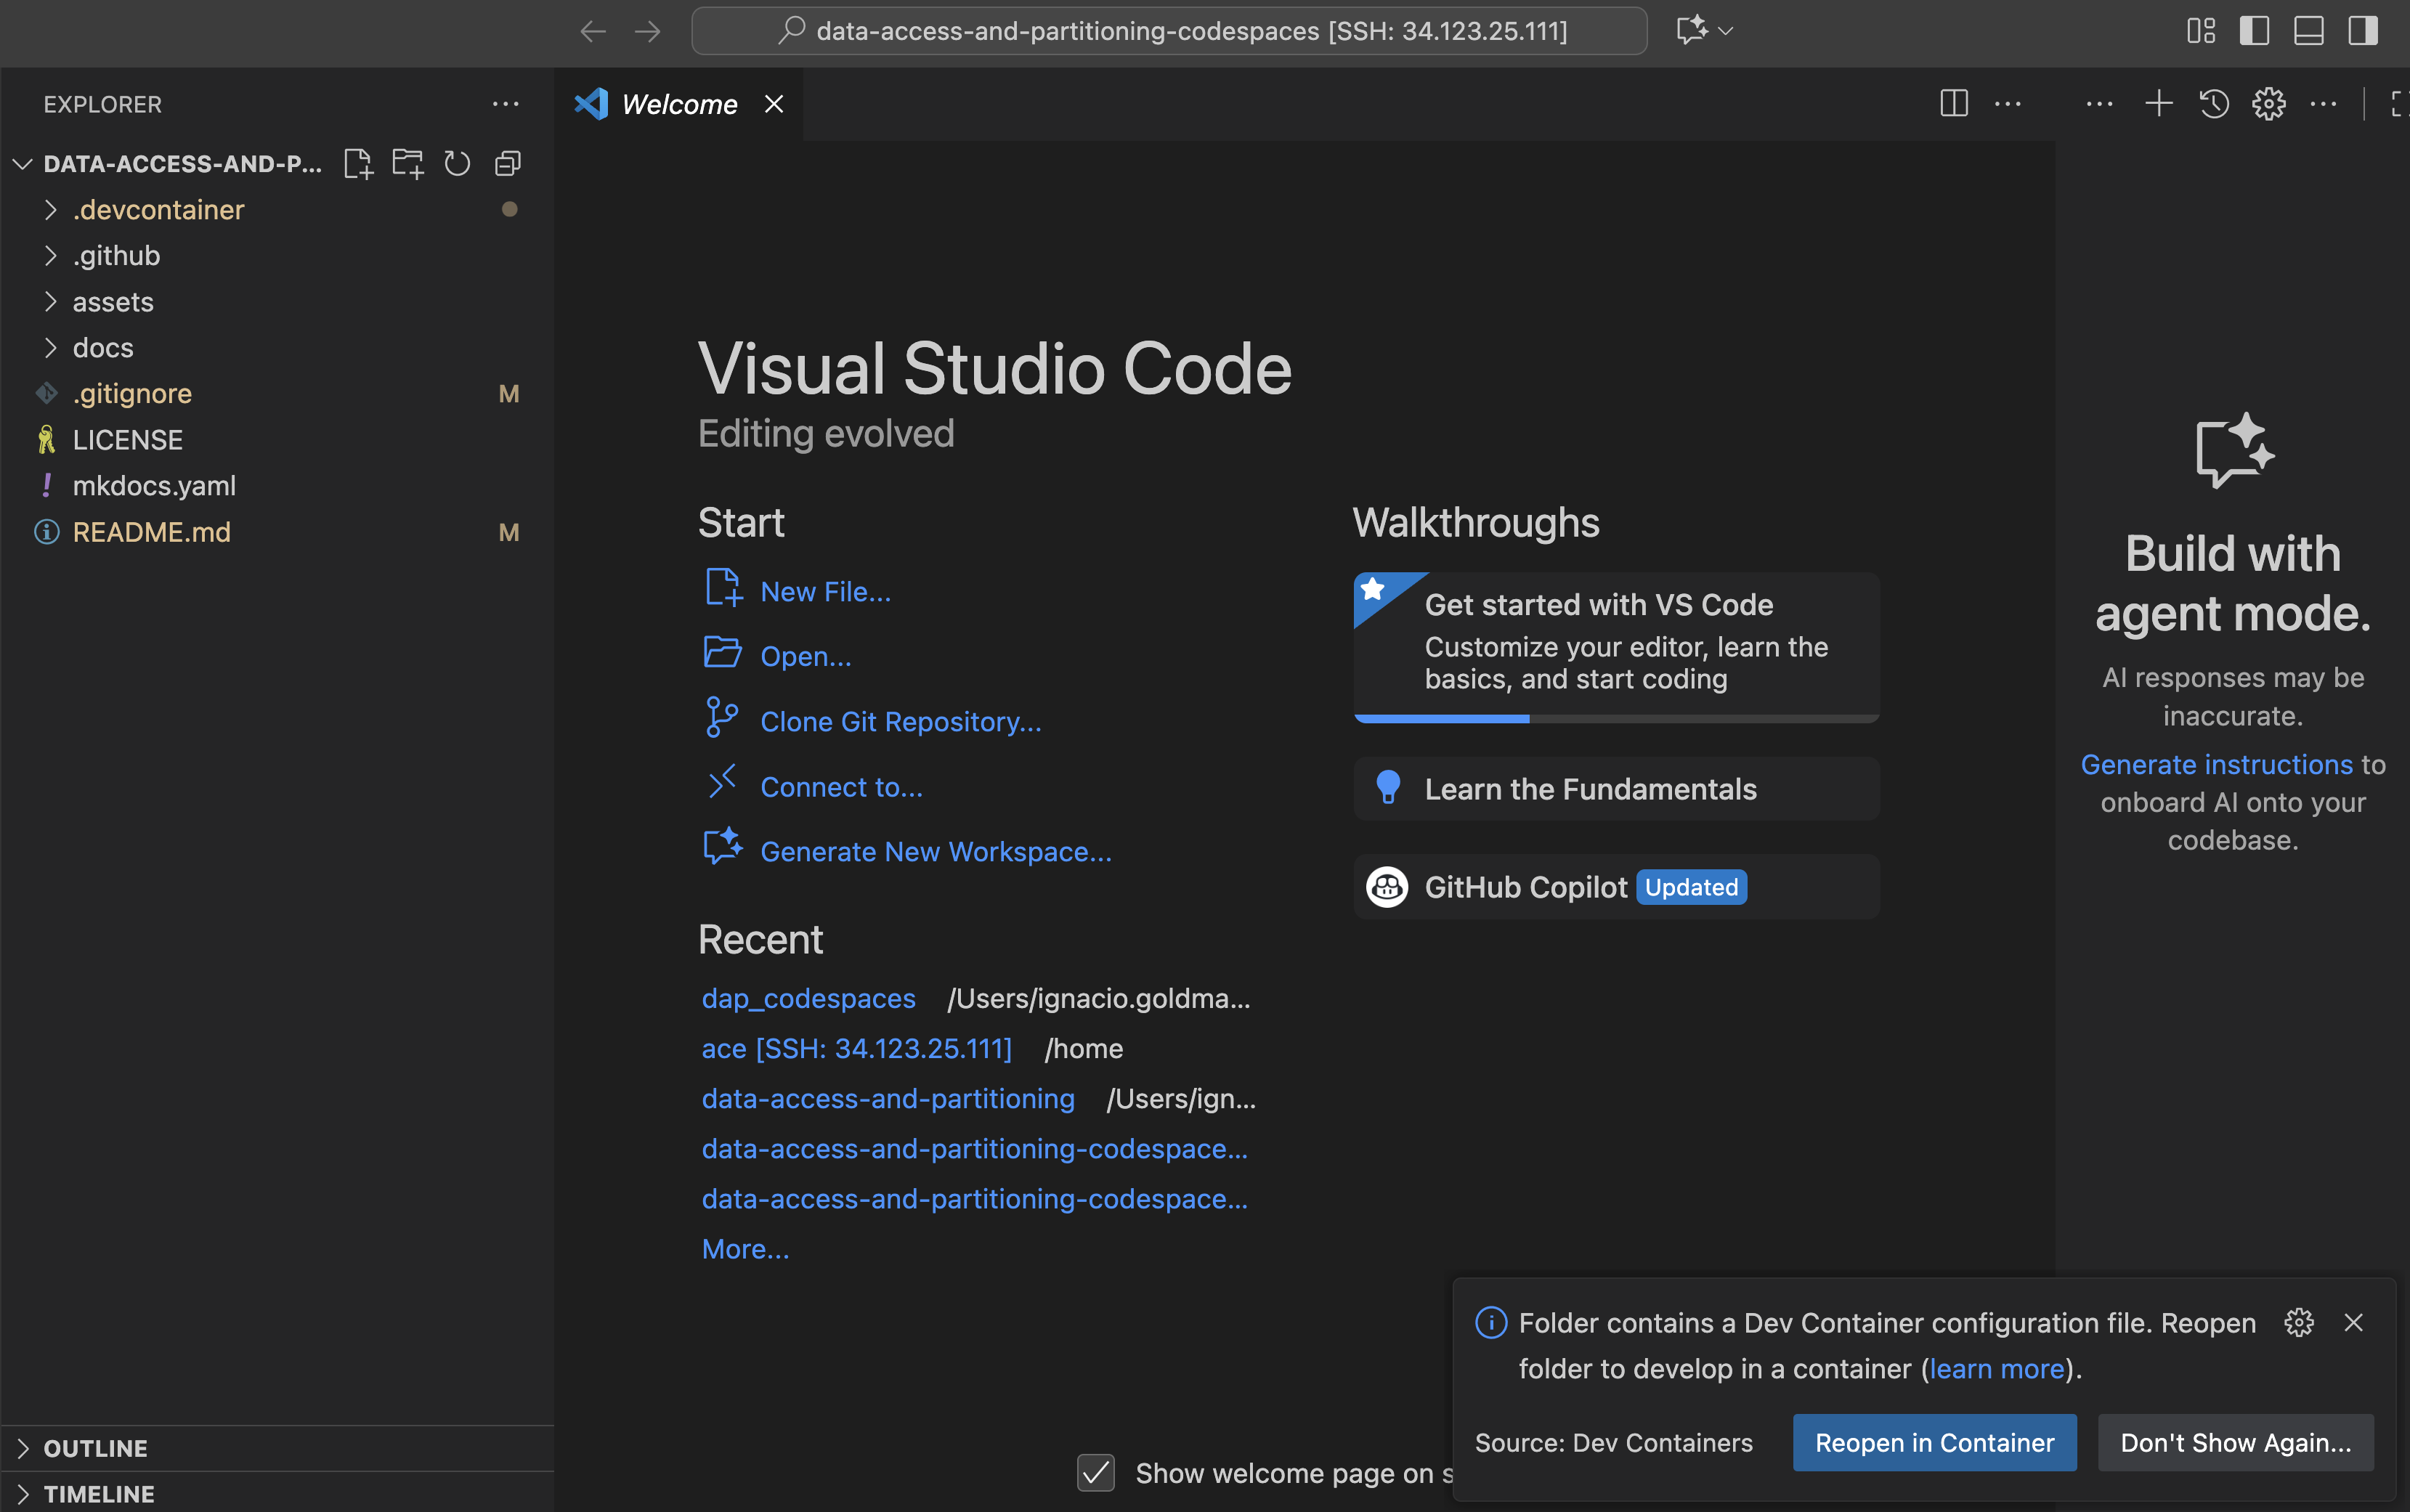 data-access-and-partitioning-codespaces [SSH: 34.123.25.111]
EXPLORER
DATA-ACCESS-AND-P...
.devcontainer
.github
assets
docs
.gitignore M
LICENSE
mkdocs.yaml
README.md M
OUTLINE
TIMELINE
Welcome
Visual Studio Code
Editing evolved
Start
New File...
Open...
Clone Git Repository...
Connect to...
Generate New Workspace...
Recent
dap_codespaces /Users/ignacio.goldma...
ace [SSH: 34.123.25.111] /home
data-access-and-partitioning /Users/ign...
data-access-and-partitioning-codespace...
data-access-and-partitioning-codespace...
More...
Walkthroughs
Get started with VS Code
Customize your editor, learn the
basics, and start coding
Learn the Fundamentals
GitHub Copilot Updated
Show welcome page on s
Build with
agent mode.
AI responses may be
inaccurate.
Generate instructions to
onboard AI onto your
codebase.
Folder contains a Dev Container configuration file. Reopen
folder to develop in a container (learn more).
Source: Dev Containers
Reopen in Container
Don't Show Again...